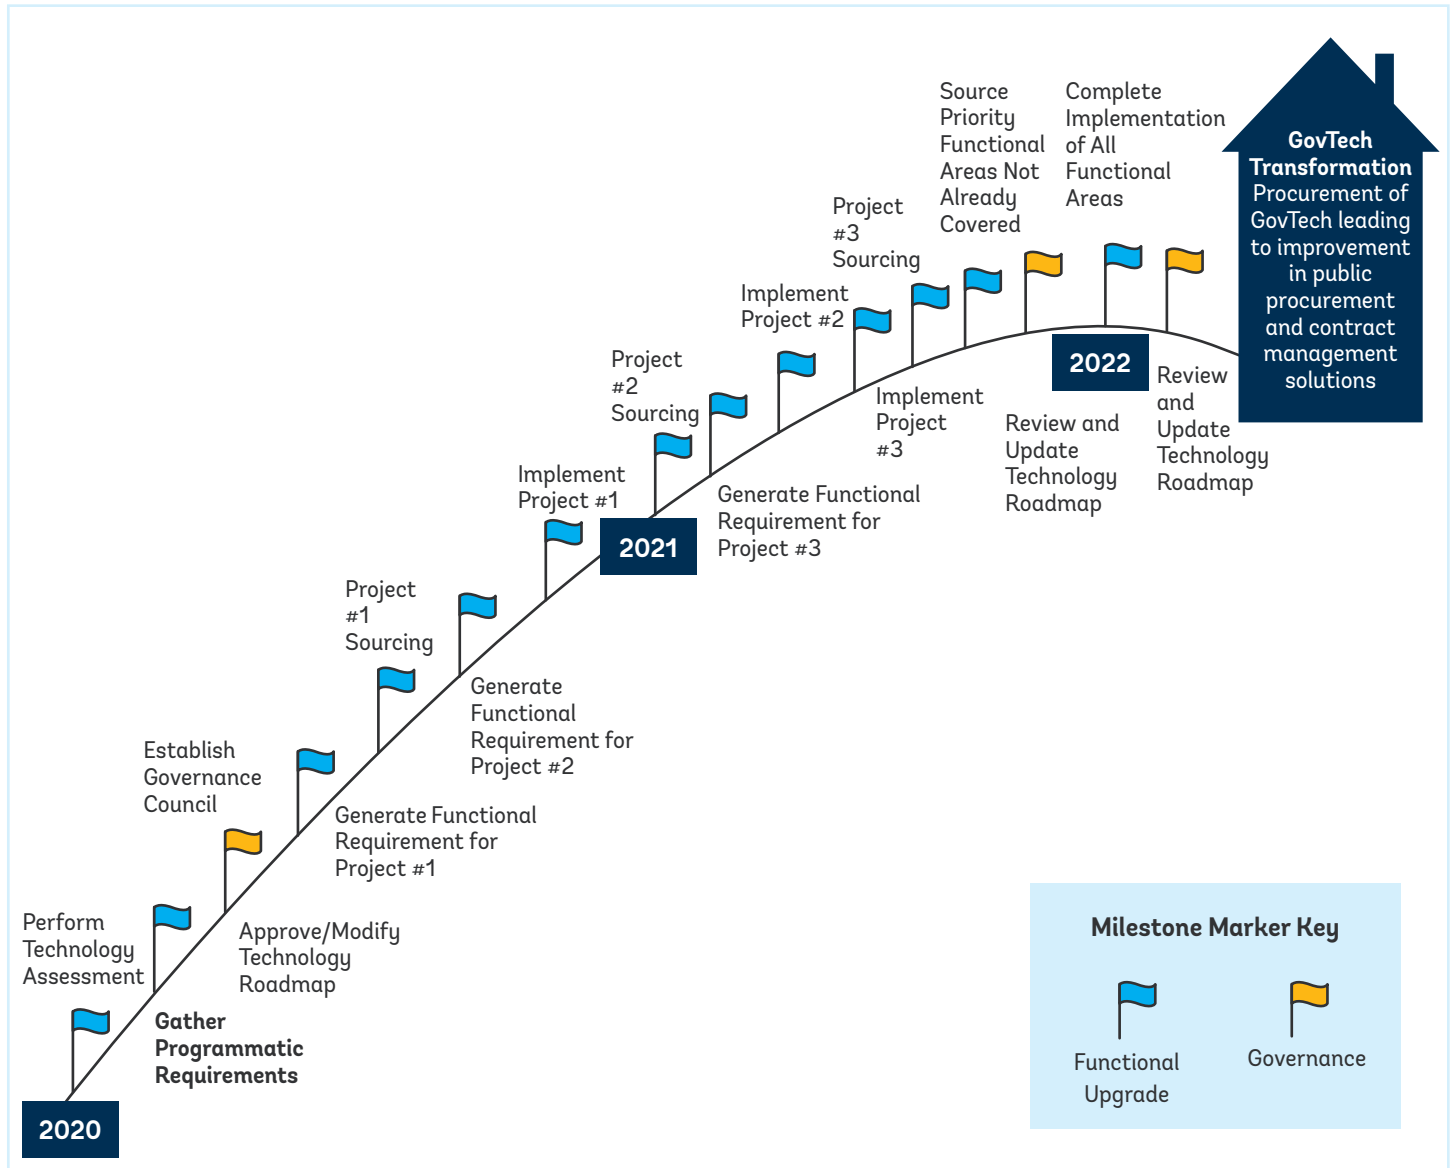 Source
Priority
Functional
Areas Not
Already
Covered
Complete
Implementation
of All
Functional
Areas
GovTech
Transformation
Procurement of
GovTech leading
to improvement
in public
procurement
and contract
management
solutions
Project
#3
Sourcing
Implement
Project #2
Project
#2
Sourcing
2022
Review
and
Update
Technology
Roadmap
Implement
Project
#3
Review and
Update
Technology
Roadmap
Implement
Project #1
2021
Generate Functional
Requirement for
Project #3
Project
#1
Sourcing
Generate
Functional
Requirement for
Project #2
Establish
Governance
Council
Generate Functional
Requirement for
Project #1
Perform
Technology
Assessment
Approve/Modify
Technology
Roadmap
Gather
Programmatic
Requirements
2020
Milestone Marker Key
Functional
Upgrade
Governance